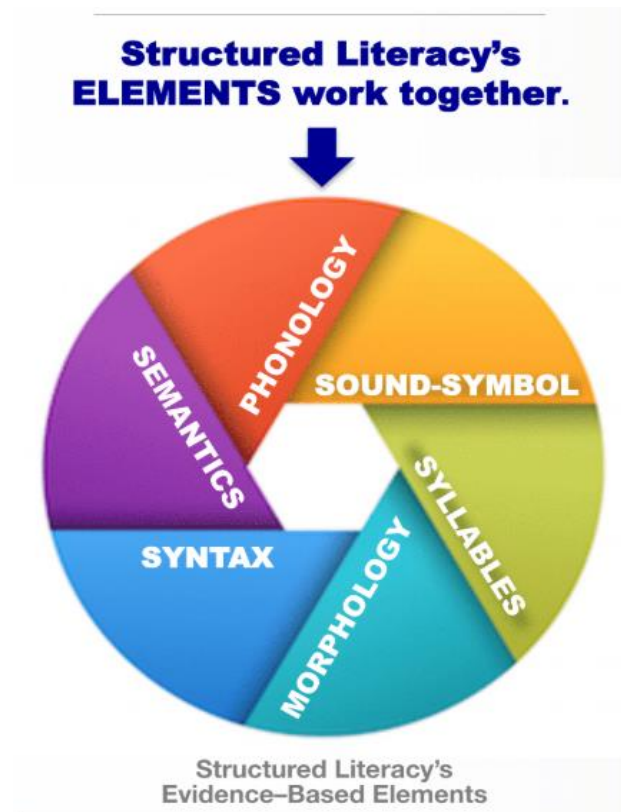 Structured Literacy's
ELEMENTS work together.
PHONOLOGY
SOUND-SYMBOL
SYLLABLES
MORPHOLOGY
SYNTAX
SEMANTICS
Structured Literacy's
Evidence–Based Elements